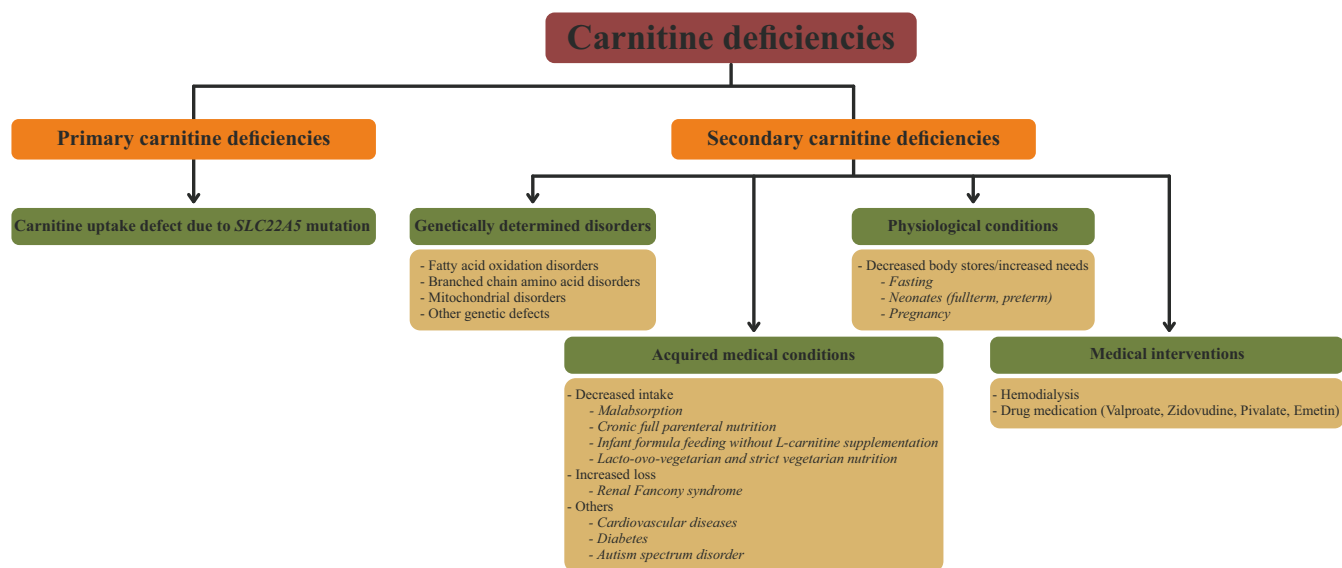 Carnitine deficiencies
Primary carnitine deficiencies
Secondary carnitine deficiencies
Carnitine uptake defect due to SLC22A5 mutation
Genetically determined disorders
- Fatty acid oxidation disorders
- Branched chain amino acid disorders
- Mitochondrial disorders
- Other genetic defects
Physiological conditions
- Decreased body stores/increased needs
- Fasting
- Neonates (fullterm, preterm)
- Pregnancy
Acquired medical conditions
- Decreased intake
- Malabsorption
- Cronic full parenteral nutrition
- Infant formula feeding without L-carnitine supplementation
- Lacto-ovo-vegetarian and strict vegetarian nutrition
- Increased loss
- Renal Fancony syndrome
- Others
- Cardiovascular diseases
- Diabetes
- Autism spectrum disorder
Medical interventions
- Hemodialysis
- Drug medication (Valproate, Zidovudine, Pivalate, Emetin)